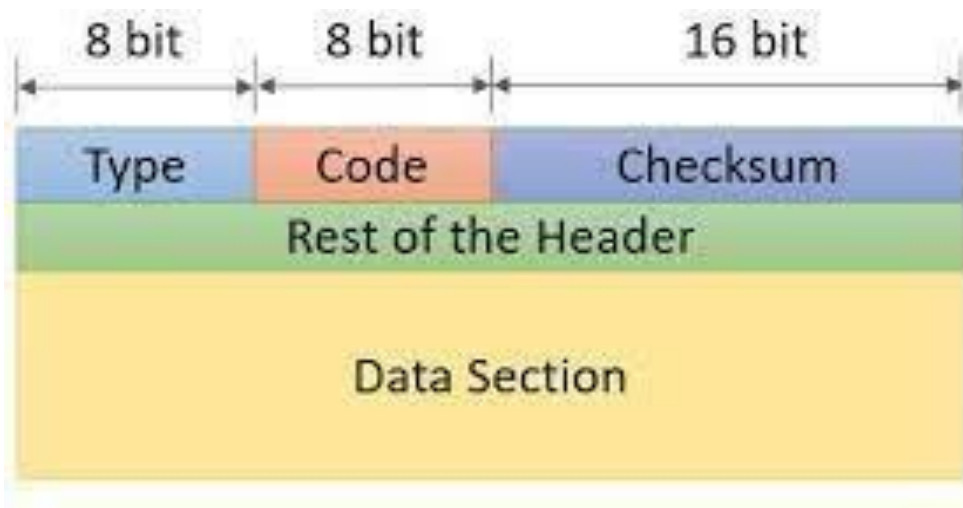 8 bit 8 bit 16 bit
Type Code Checksum
Rest of the Header
Data Section